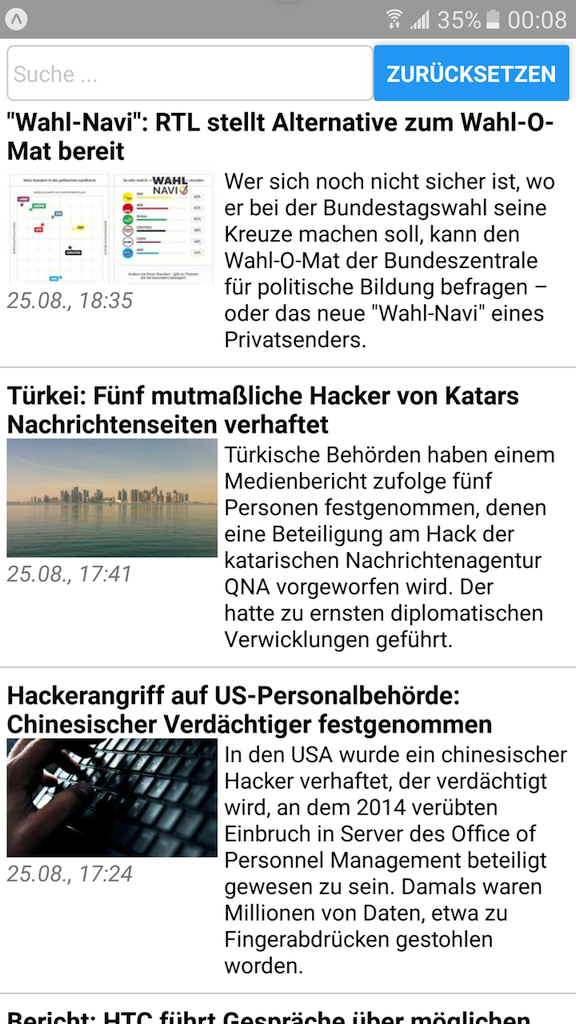 35% 00:08
Suche ...
ZURÜCKSETZEN
"Wahl-Navi": RTL stellt Alternative zum Wahl-O-
Mat bereit
WAHL
NAVI
Wer sich noch nicht sicher ist, wo
er bei der Bundestagswahl seine
Kreuze machen soll, kann den
Wahl-O-Mat der Bundeszentrale
für politische Bildung befragen –
oder das neue "Wahl-Navi" eines
Privatsenders.
25.08., 18:35
Türkei: Fünf mutmaßliche Hacker von Katars
Nachrichtenseiten verhaftet
Türkische Behörden haben einem
Medienbericht zufolge fünf
Personen festgenommen, denen
eine Beteiligung am Hack der
katarischen Nachrichtenagentur
QNA vorgeworfen wird. Der
hatte zu ernsten diplomatischen
Verwicklungen geführt.
25.08., 17:41
Hackerangriff auf US-Personalbehörde:
Chinesischer Verdächtiger festgenommen
In den USA wurde ein chinesischer
Hacker verhaftet, der verdächtigt
wird, an dem 2014 verübten
Einbruch in Server des Office of
Personnel Management beteiligt
gewesen zu sein. Damals waren
Millionen von Daten, etwa zu
Fingerabdrücken gestohlen
worden.
25.08., 17:24
Bericht: HTC führt Gespräche über möglichen